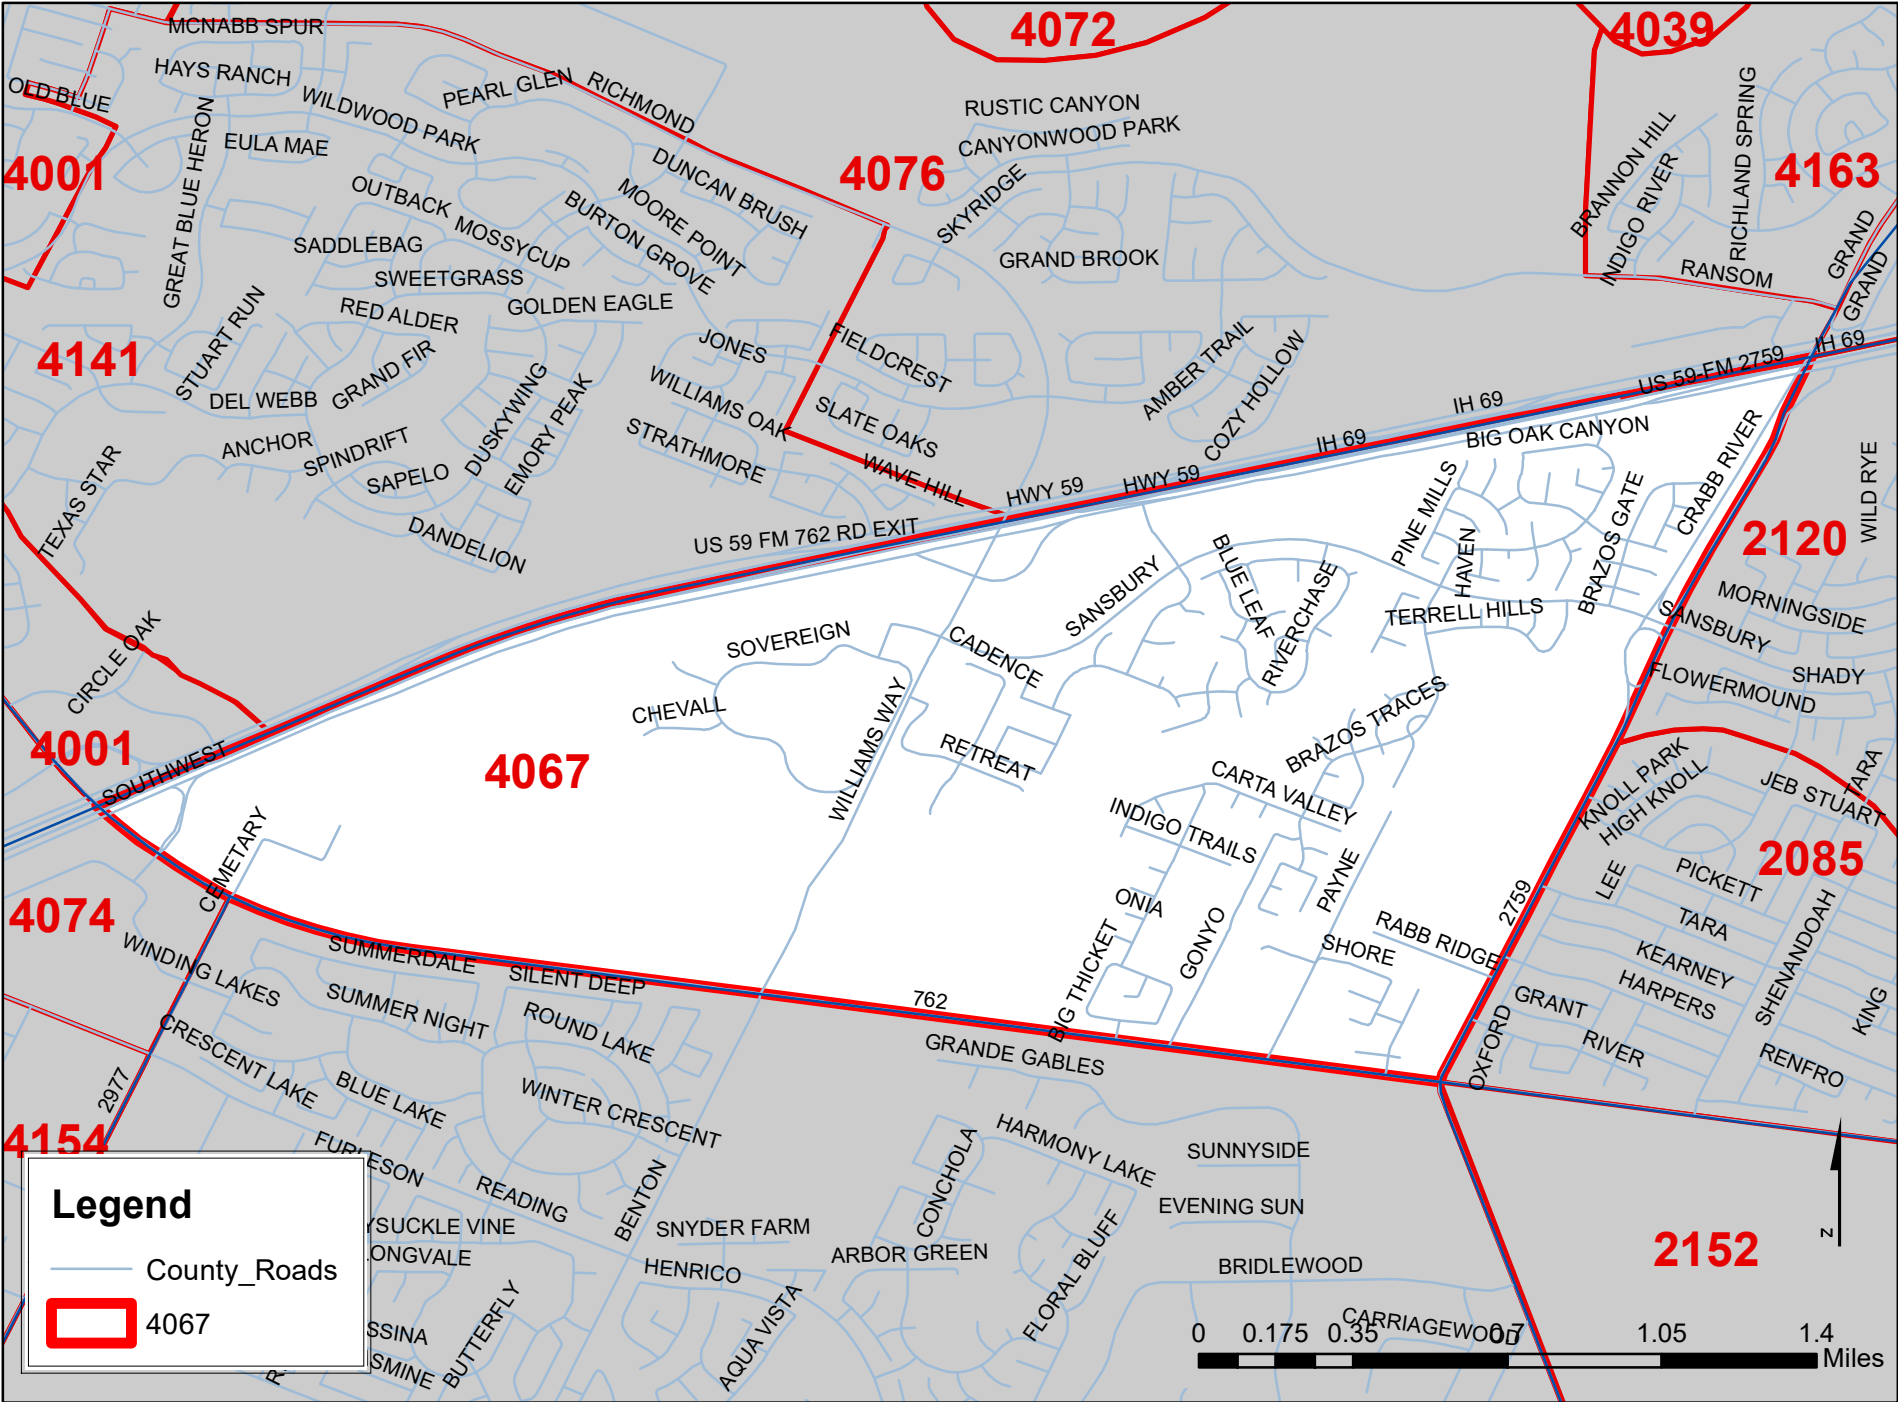 MCNABB SPUR
4072
4039
HAYS RANCH
PEARL GLEN
RICHMOND
OLD BLUE
WILDWOOD PARK
RUSTIC CANYON
CANYONWOOD PARK
RICHLAND SPRING
GREAT BLUE HERON
EULA MAE
4001
DUNCAN BRUSH
4076
BRANNON HILL
INDIGO RIVER
4163
OUTBACK
MOORE POINT
BURTON GROVE
SKYRIDGE
MOSSYCUP
SADDLEBAG
SWEETGRASS
GRAND BROOK
RANSOM
GRAND
GRAND
RED ALDER
GOLDEN EAGLE
STUART RUN
JONES
FIELDCREST
AMBER TRAIL
COZY HOLLOW
IH 69
4141
GRAND FIR
US 59-FM 2759
DEL WEBB
DUSKYWING
EMORY PEAK
WILLIAMS OAK
SLATE OAKS
IH 69
IH 69
BIG OAK CANYON
ANCHOR
SPINDRIFT
STRATHMORE
CRABB RIVER
SAPELO
WAVE HILL
HWY 59
HWY 59
PINE MILLS
TEXAS STAR
DANDELION
US 59 FM 762 RD EXIT
BRAZOS GATE
2120
WILD RYE
HAVEN
BLUE LEAF
RIVERCHASE
SANSBURY
TERRELL HILLS
MORNINGSIDE
SANSBURY
CIRCLE OAK
SOVEREIGN
CADENCE
FLOWERMOUND
SHADY
CHEVALL
WILLIAMS WAY
BRAZOS TRACES
4001
SOUTHWEST
4067
RETREAT
CARTA VALLEY
KNOLL PARK
HIGH KNOLL
TARA
JEB STUART
INDIGO TRAILS
CEMETARY
2085
PAYNE
LEE
PICKETT
4074
ONIA
2759
TARA
SHENANDOAH
WINDING LAKES
SUMMERDALE
SILENT DEEP
BIG THICKET
GONYO
SHORE
RABB RIDGE
KEARNEY
HARPERS
SUMMER NIGHT
ROUND LAKE
762
GRANT
KING
CRESCENT LAKE
GRANDE GABLES
OXFORD
RIVER
RENFRO
2977
BLUE LAKE
WINTER CRESCENT
4154
HARMONY LAKE
SUNNYSIDE
CONCHOLA
READING
BENTON
EVENING SUN
YSUCKLE VINE
SNYDER FARM
ARBOR GREEN
FLORAL BLUFF
2152
Z
ONGVALE
HENRICO
BRIDLEWOOD
BUTTERFLY
AQUA VISTA
CARRIAGEWOOD
SSINA
SMINE
Legend
County_Roads
4067
0 0.175 0.35 0.7 1.05 1.4
Miles